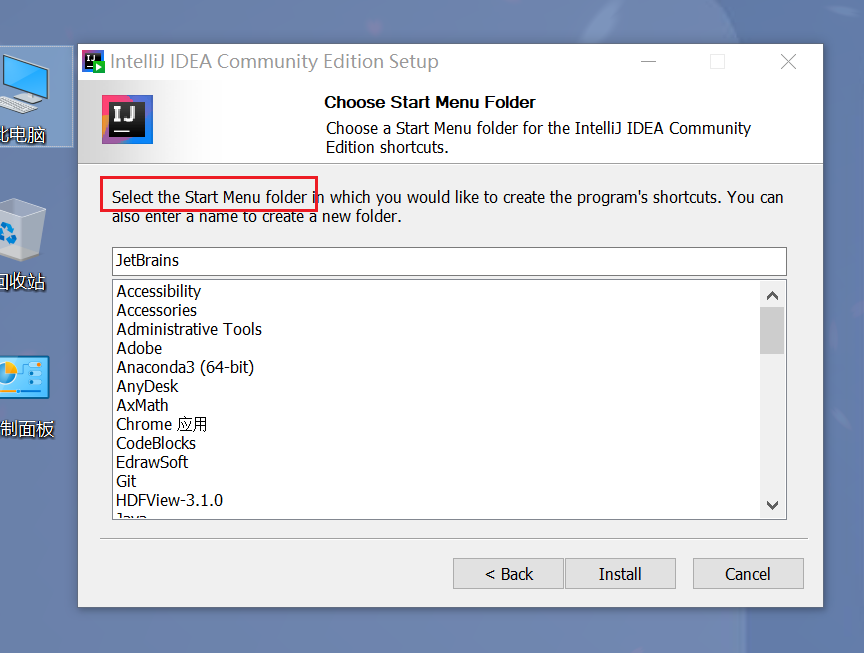 IntelliJ IDEA Community Edition Setup
IJ
Choose Start Menu Folder
Choose a Start Menu folder for the IntelliJ IDEA Community
Edition shortcuts.
Select the Start Menu folder in which you would like to create the program's shortcuts. You can
also enter a name to create a new folder.
JetBrains
Accessibility
Accessories
Administrative Tools
Adobe
Anaconda3 (64-bit)
AnyDesk
AxMath
Chrome 应用
CodeBlocks
EdrawSoft
Git
HDFView-3.1.0
Java
< Back
Install
Cancel
此电脑
回收站
制面板